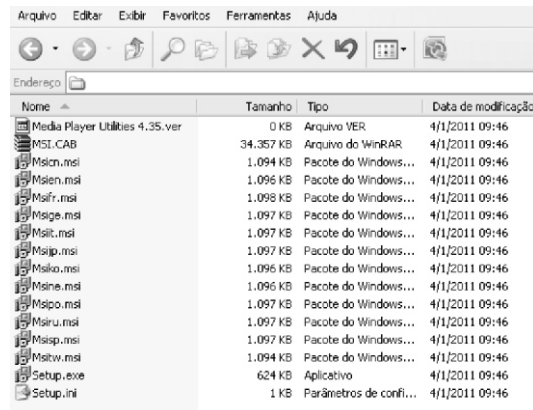 Arquivo Editar Exibir Favoritos Ferramentas Ajuda
Endereço
Nome Tamanho Tipo Data de modificação
Media Player Utilities 4.35.ver 0 KB Arquivo VER 4/1/2011 09:46
MSI.CAB 34.357 KB Arquivo do WinRAR 4/1/2011 09:46
Msicn.msi 1.094 KB Pacote do Windows... 4/1/2011 09:46
Msien.msi 1.096 KB Pacote do Windows... 4/1/2011 09:46
Msifr.msi 1.098 KB Pacote do Windows... 4/1/2011 09:46
Msige.msi 1.097 KB Pacote do Windows... 4/1/2011 09:46
Msiit.msi 1.097 KB Pacote do Windows... 4/1/2011 09:46
Msijp.msi 1.097 KB Pacote do Windows... 4/1/2011 09:46
Msiko.msi 1.096 KB Pacote do Windows... 4/1/2011 09:46
Msine.msi 1.096 KB Pacote do Windows... 4/1/2011 09:46
Msipo.msi 1.097 KB Pacote do Windows... 4/1/2011 09:46
Msiru.msi 1.097 KB Pacote do Windows... 4/1/2011 09:46
Msisp.msi 1.097 KB Pacote do Windows... 4/1/2011 09:46
Msitw.msi 1.094 KB Pacote do Windows... 4/1/2011 09:46
Setup.exe 624 KB Aplicativo 4/1/2011 09:46
Setup.ini 1 KB Parâmetros de confi... 4/1/2011 09:46